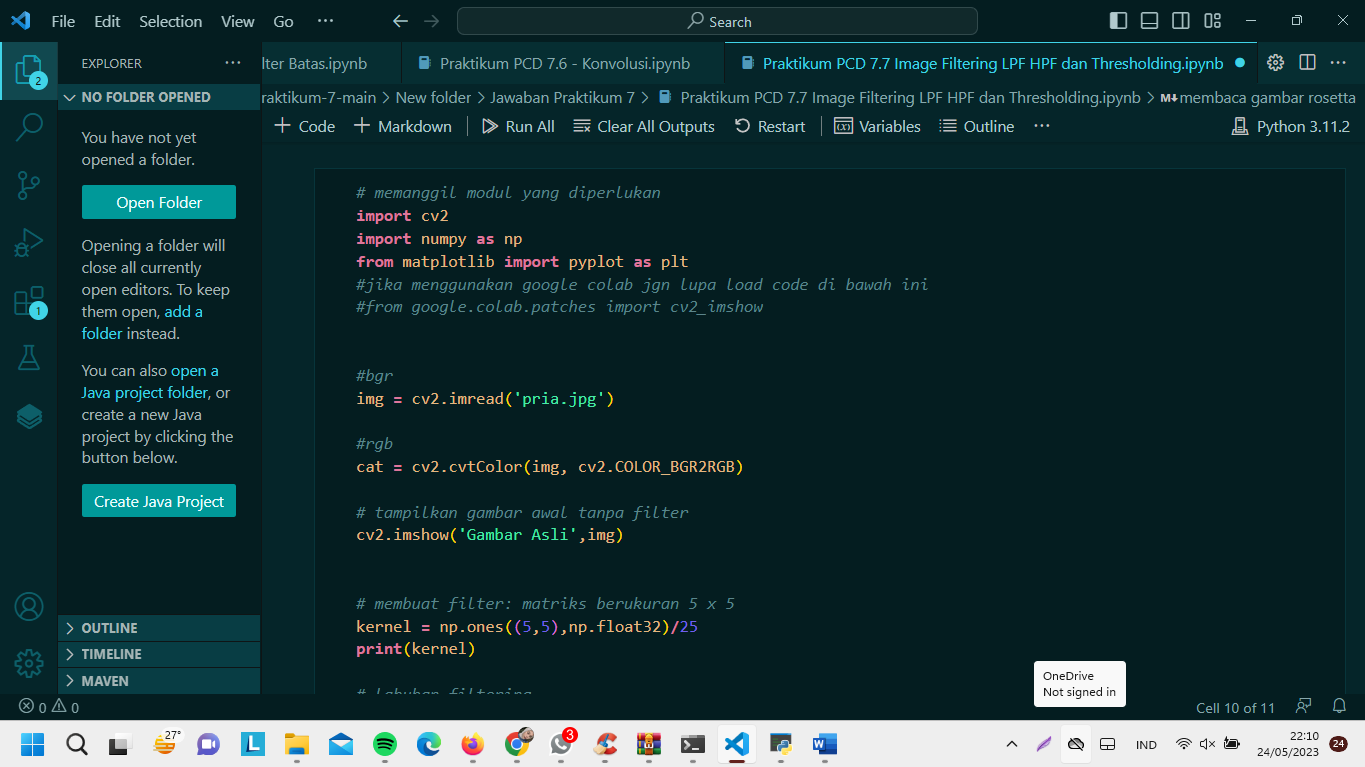 File Edit Selection View Go ··· Search
EXPLORER ···
NO FOLDER OPENED
You have not yet
opened a folder.
Open Folder
Opening a folder will
close all currently
open editors. To keep
them open, add a
folder instead.
You can also open a
Java project folder, or
create a new Java
project by clicking the
button below.
Create Java Project
OUTLINE
TIMELINE
MAVEN
2
1
lter Batas.ipynb Praktikum PCD 7.6 - Konvolusi.ipynb Praktikum PCD 7.7 Image Filtering LPF HPF dan Thresholding.ipynb ···
raktikum-7-main > New folder > Jawaban Praktikum 7 > Praktikum PCD 7.7 Image Filtering LPF HPF dan Thresholding.ipynb > M↓membaca gambar rosetta
+ Code + Markdown Run All Clear All Outputs Restart Variables Outline ··· Python 3.11.2
# memanggil modul yang diperlukan
import cv2
import numpy as np
from matplotlib import pyplot as plt
#jika menggunakan google colab jgn lupa load code di bawah ini
#from google.colab.patches import cv2_imshow
#bgr
img = cv2.imread('pria.jpg')
#rgb
cat = cv2.cvtColor(img, cv2.COLOR_BGR2RGB)
# tampilkan gambar awal tanpa filter
cv2.imshow('Gambar Asli',img)
# membuat filter: matriks berukuran 5 x 5
kernel = np.ones((5,5),np.float32)/25
print(kernel)
OneDrive
Not signed in
0 0 Cell 10 of 11
27° L 3 W IND 22:10
24/05/2023 24